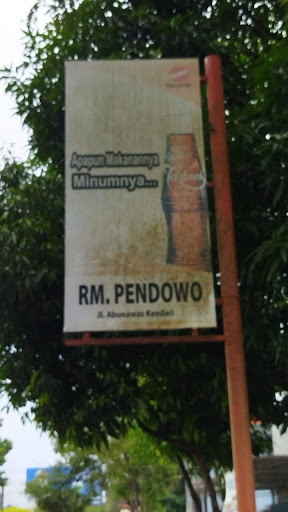 Apapun Makanannya
Minumnya...
RM. PENDOWO
Jl. Abunawas Kendari